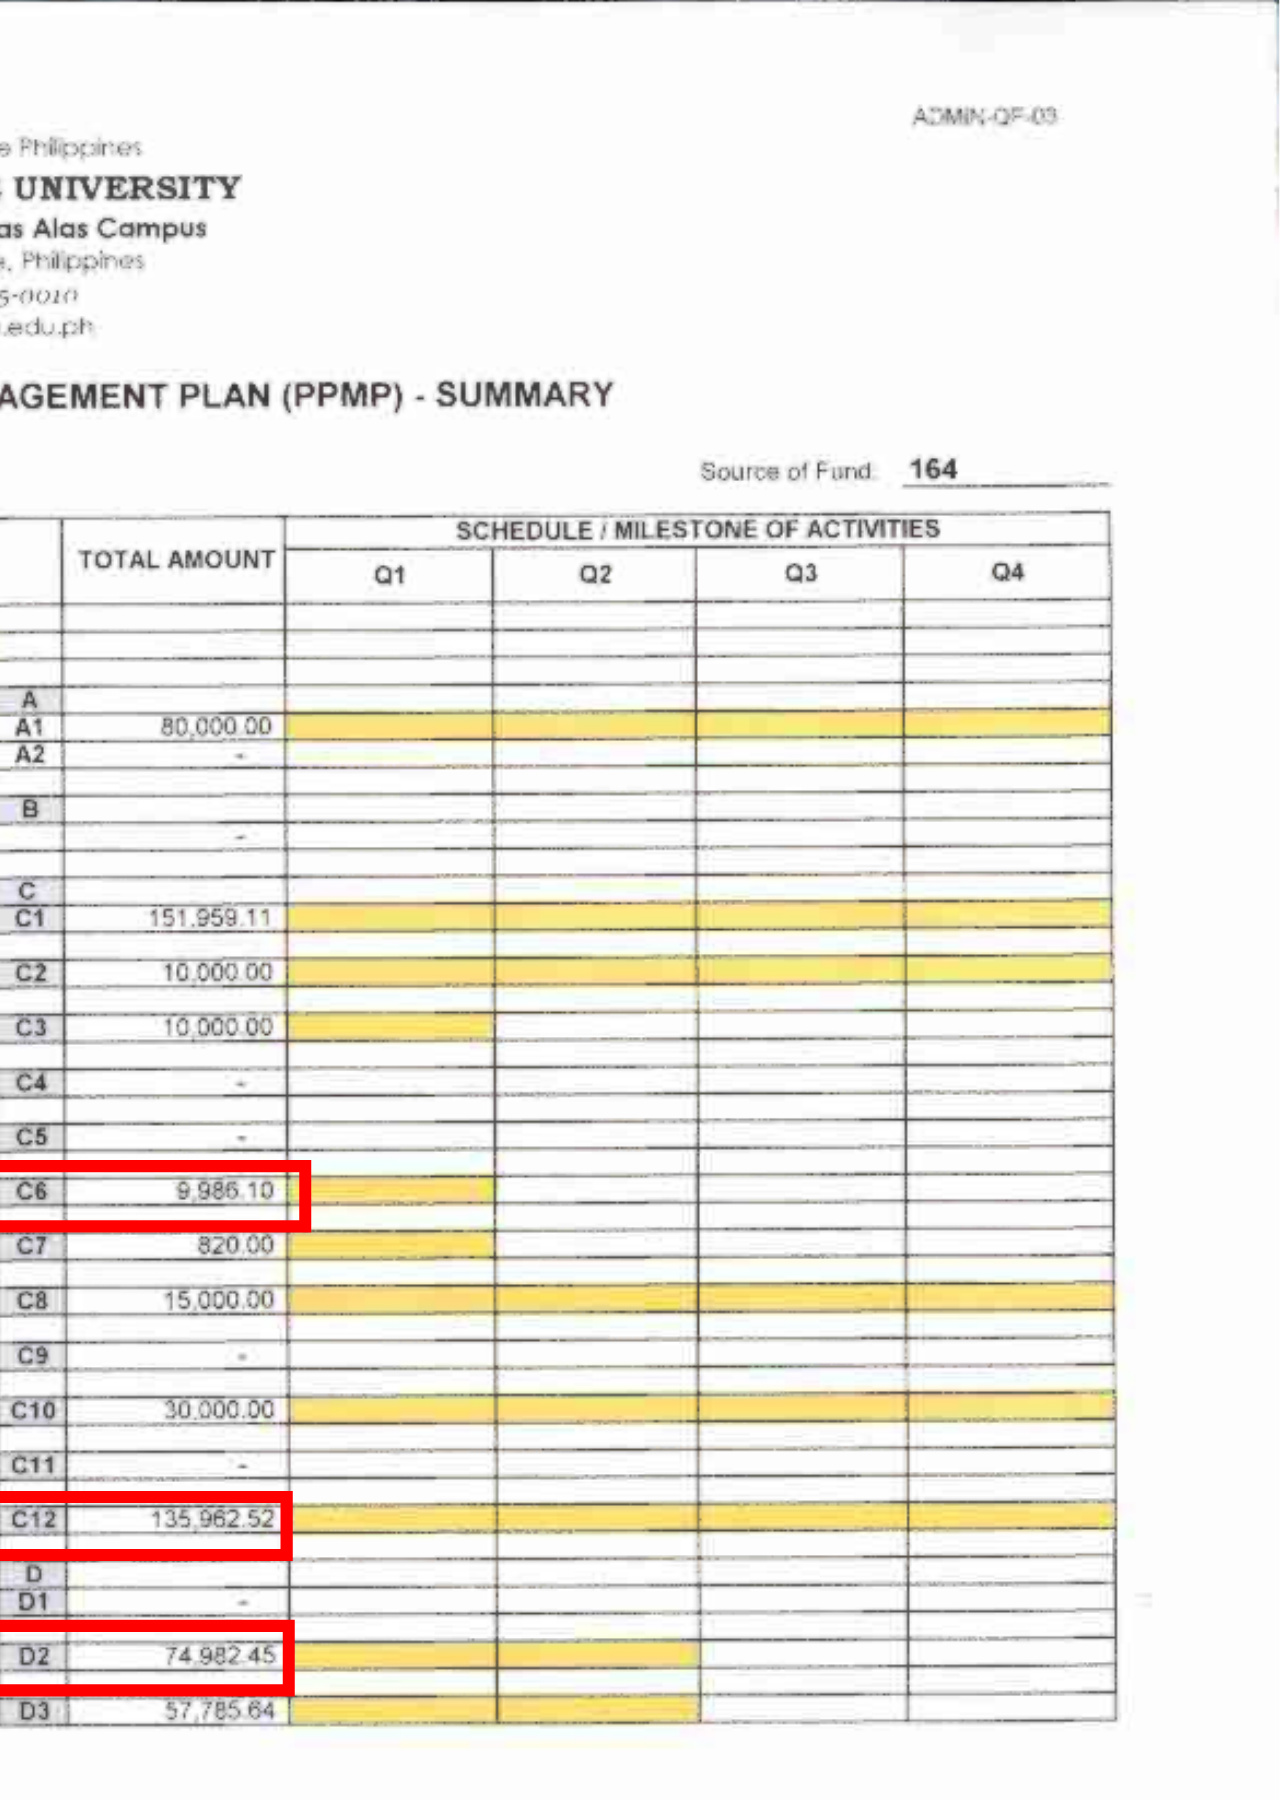 ADMIN-QF-03
e Philippines
UNIVERSITY
as Alas Campus
e, Philippines
5-0010
.edu.ph
AGEMENT PLAN (PPMP) - SUMMARY
Source of Fund: 164
TOTAL AMOUNT SCHEDULE / MILESTONE OF ACTIVITIES
Q1 Q2 Q3 Q4
A
A1 80,000.00
A2 -
B
-
C
C1 151,959.11
C2 10,000.00
C3 10,000.00
C4 -
C5 -
C6 9,986.10
C7 820.00
C8 15,000.00
C9 -
C10 30,000.00
C11 -
C12 135,962.52
D
D1 -
D2 74,982.45
D3 57,785.64